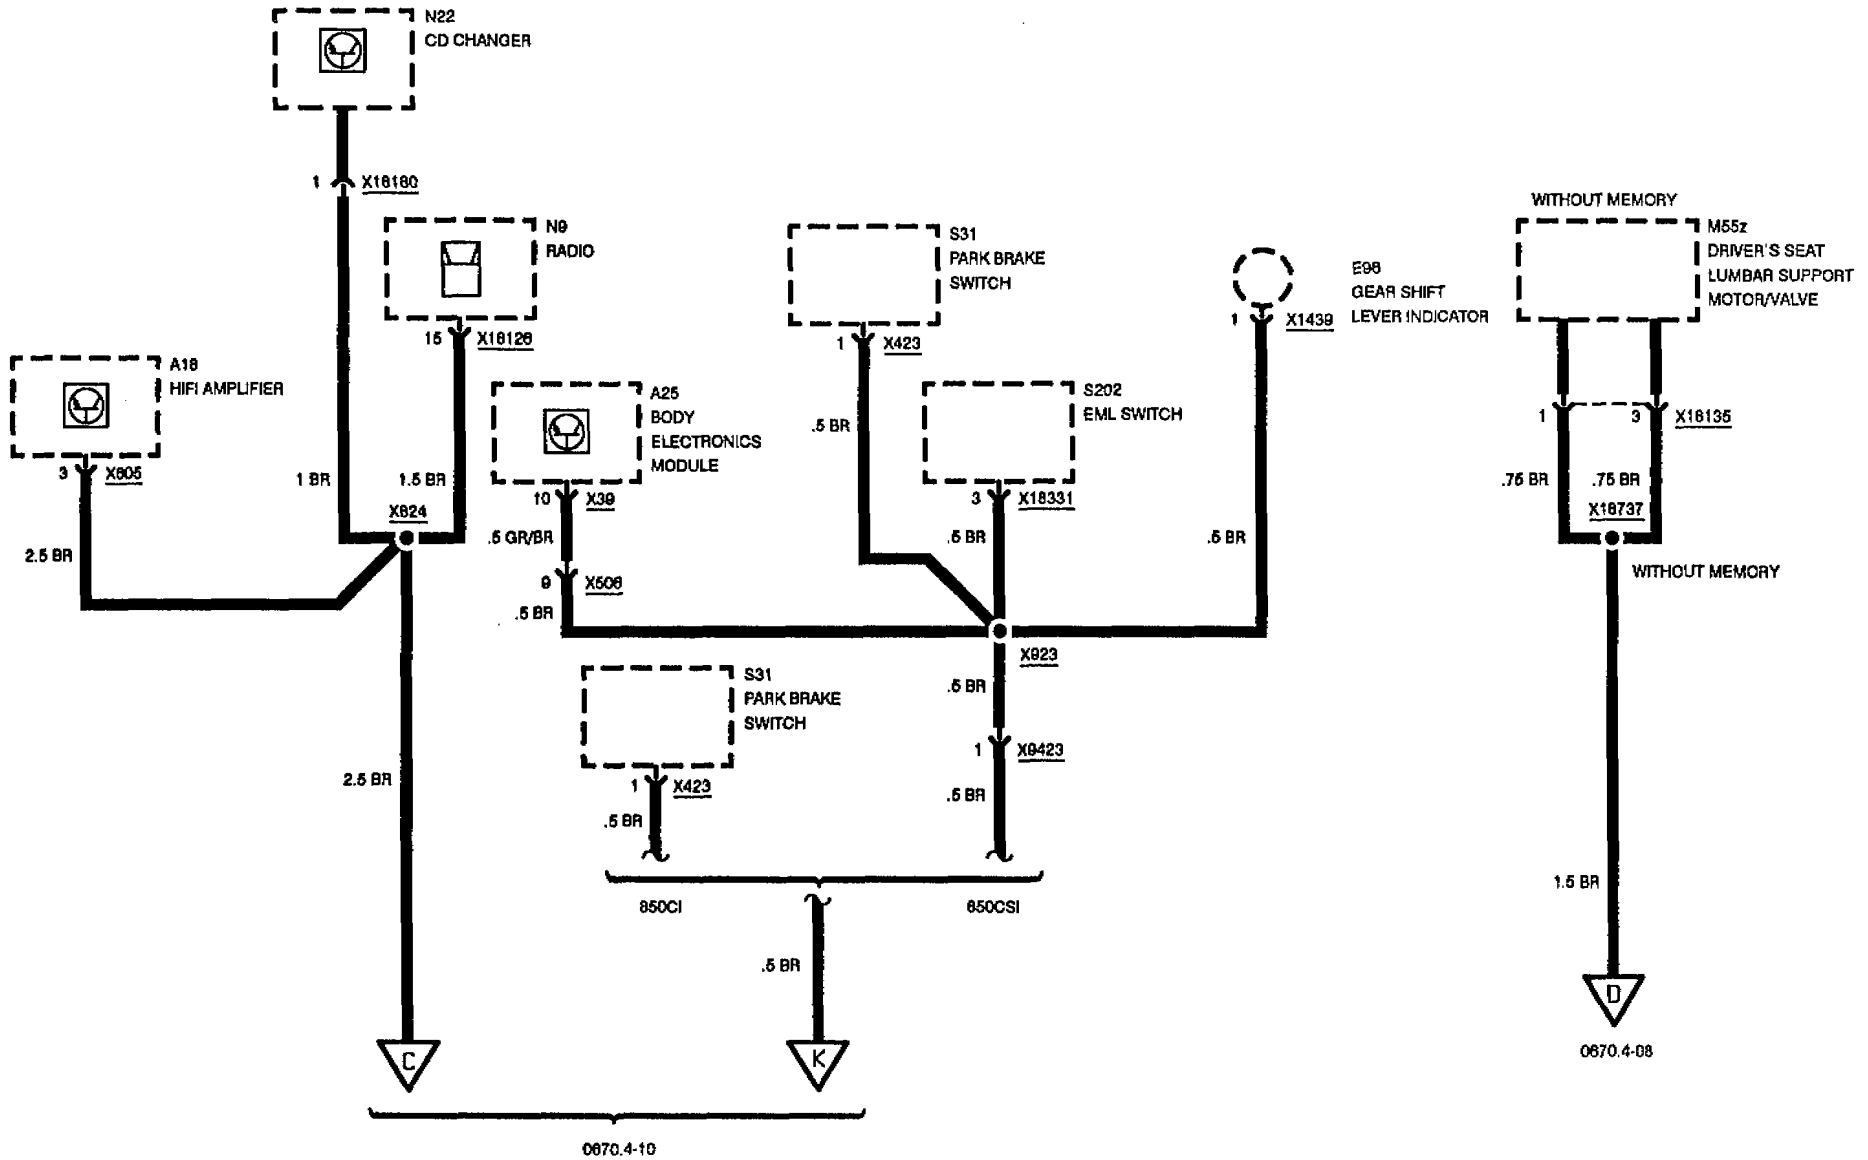 N22
CD CHANGER
1
X18180
N9
RADIO
15
X18126
A18
HIFI AMPLIFIER
3
X805
2.5 BR
1 BR
1.5 BR
X824
2.5 BR
C
A25
BODY
ELECTRONICS
MODULE
10
X39
.5 GR/BR
9
X506
.5 BR
S31
PARK BRAKE
SWITCH
1
X423
.5 BR
S202
EML SWITCH
3
X18331
.5 BR
E98
GEAR SHIFT
LEVER INDICATOR
1
X1439
.5 BR
X923
.5 BR
1
X9423
.5 BR
S31
PARK BRAKE
SWITCH
1
X423
.5 BR
850CI
850CSI
.5 BR
K
0670.4-10
WITHOUT MEMORY
M55z
DRIVER'S SEAT
LUMBAR SUPPORT
MOTOR/VALVE
1
3
X18135
.75 BR
.75 BR
X18737
WITHOUT MEMORY
1.5 BR
D
0670.4-08